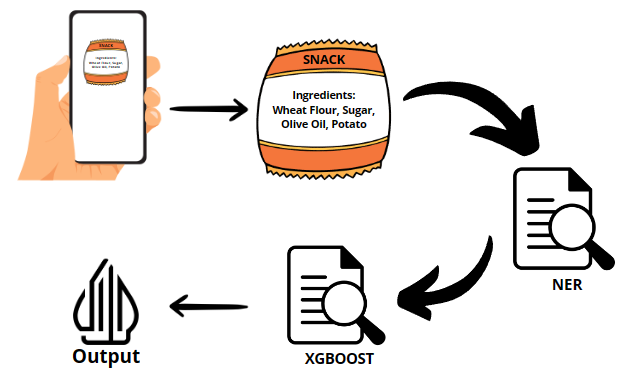 SNACK
Ingredients:
Wheat Flour, Sugar,
Olive Oil, Potato
SNACK
Ingredients:
Wheat Flour, Sugar,
Olive Oil, Potato
NER
XGBOOST
Output